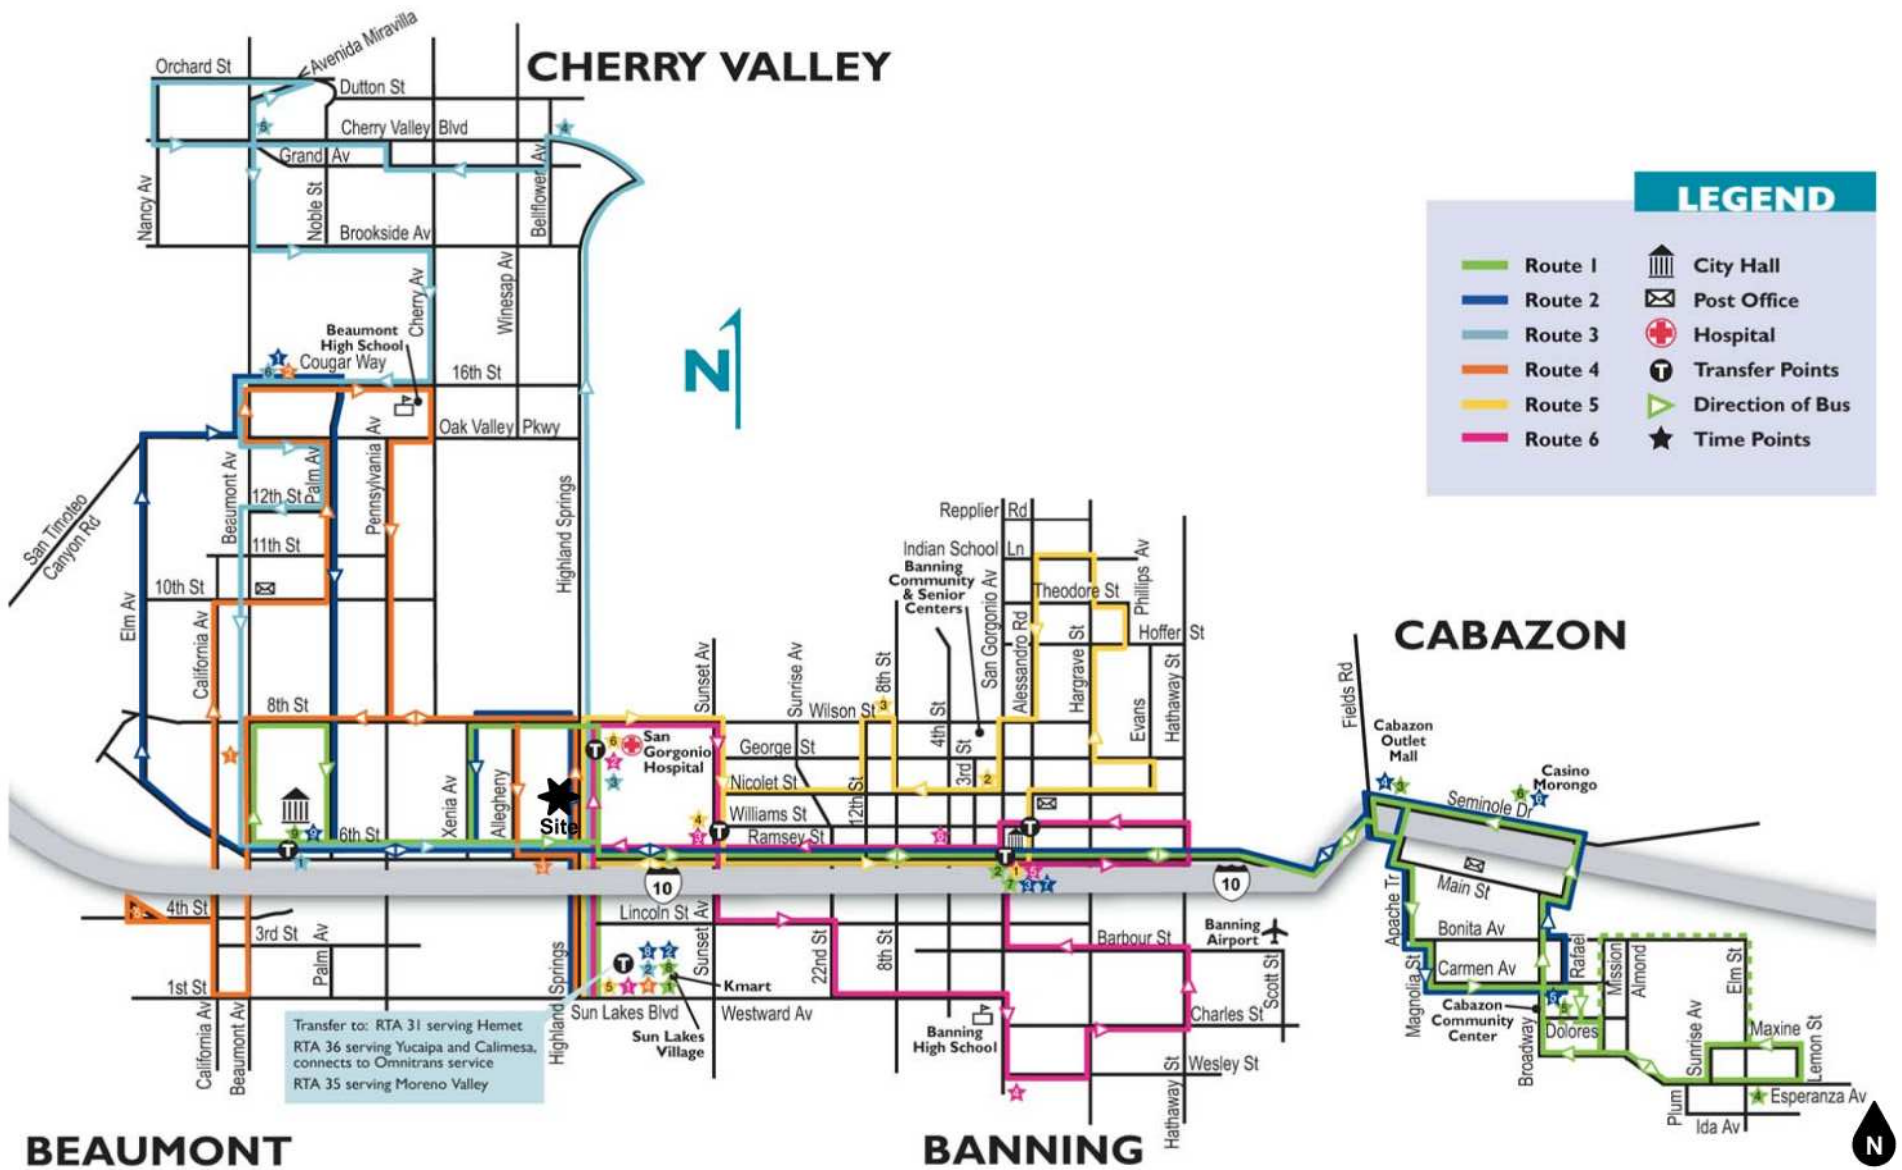 CHERRY VALLEY
Avenida Miravilla
Orchard St
Dutton St
Cherry Valley Blvd
Grand Av
Nancy Av
Noble St
Bellflower Av
Brookside Av
Cherry Av
Winesap Av
Beaumont
High School
Cougar Way
16th St
Oak Valley Pkwy
N
LEGEND
Route 1
City Hall
Route 2
Post Office
Route 3
Hospital
Route 4
T
Transfer Points
Route 5
Direction of Bus
Route 6
Time Points
San Timoteo
Canyon Rd
Beaumont Av
Palm Av
Pennsylvania Av
12th St
11th St
10th St
Elm Av
California Av
Highland Springs
8th St
Xenia Av
Allegheny
Site
6th St
T
Repplier Rd
Indian School Ln
Banning
Community
& Senior
Centers
San Gorgonio Av
Alessandro Rd
Theodore St
Phillips Av
Hoffer St
Hargrave St
Evans
Hathaway St
Sunset Av
Sunrise Av
8th St
Wilson St
4th St
3rd St
George St
Nicolet St
12th St
Williams St
Ramsey St
San
Gorgonio
Hospital
T
T
T
T
10
10
CABAZON
Fields Rd
Cabazon
Outlet
Mall
Casino
Morongo
Seminole Dr
Main St
Apache Tr
Bonita Av
Carmen Av
Magnolia St
Rafael
Mission
Almond
Elm St
Cabazon
Community
Center
Dolores
Broadway
Sunrise Av
Maxine
Lemon St
Plum
Esperanza Av
Ida Av
4th St
3rd St
Palm Av
1st St
California Av
Beaumont Av
Highland Springs
Lincoln St
Sunset Av
22nd St
8th St
T
Kmart
Sun Lakes Blvd
Westward Av
Sun Lakes
Village
Banning
Airport
Barbour St
Scott St
Charles St
Banning
High School
Wesley St
Hathaway St
Transfer to: RTA 31 serving Hemet
RTA 36 serving Yucaipa and Calimesa,
connects to Omnitrans service
RTA 35 serving Moreno Valley
BEAUMONT
BANNING
N